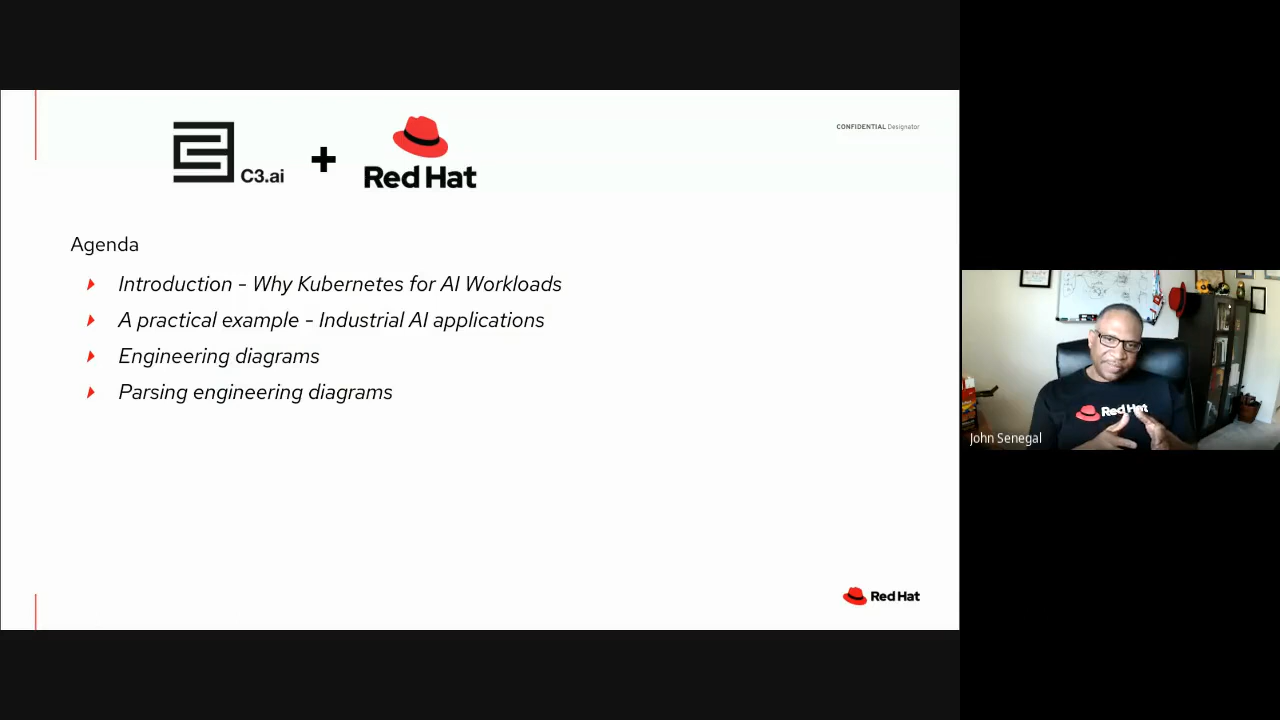 C3.ai
+
Red Hat
CONFIDENTIAL Designator
Agenda
Introduction - Why Kubernetes for AI Workloads
A practical example - Industrial AI applications
Engineering diagrams
Parsing engineering diagrams
Red Hat
John Senegal
Red Hat